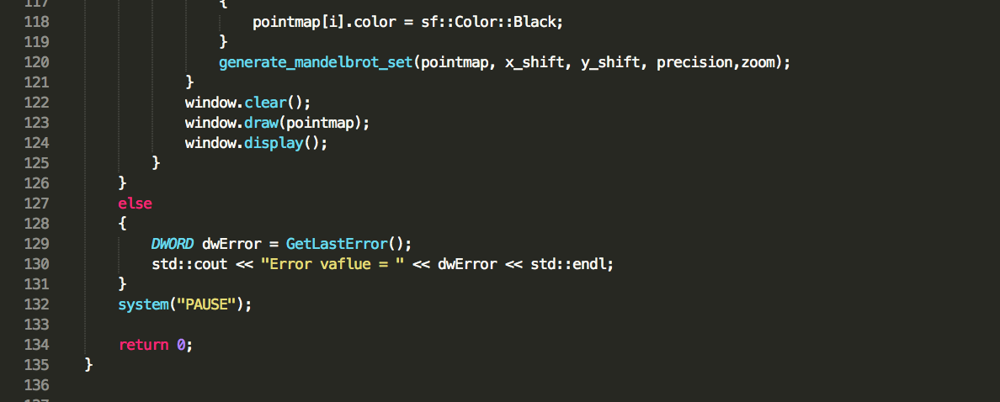 117 {
118 pointmap[i].color = sf::Color::Black;
119 }
120 generate_mandelbrot_set(pointmap, x_shift, y_shift, precision,zoom);
121 }
122 window.clear();
123 window.draw(pointmap);
124 window.display();
125 }
126 }
127 else
128 {
129 DWORD dwError = GetLastError();
130 std::cout << "Error vaflue = " << dwError << std::endl;
131 }
132 system("PAUSE");
133
134 return 0;
135 }
136
137